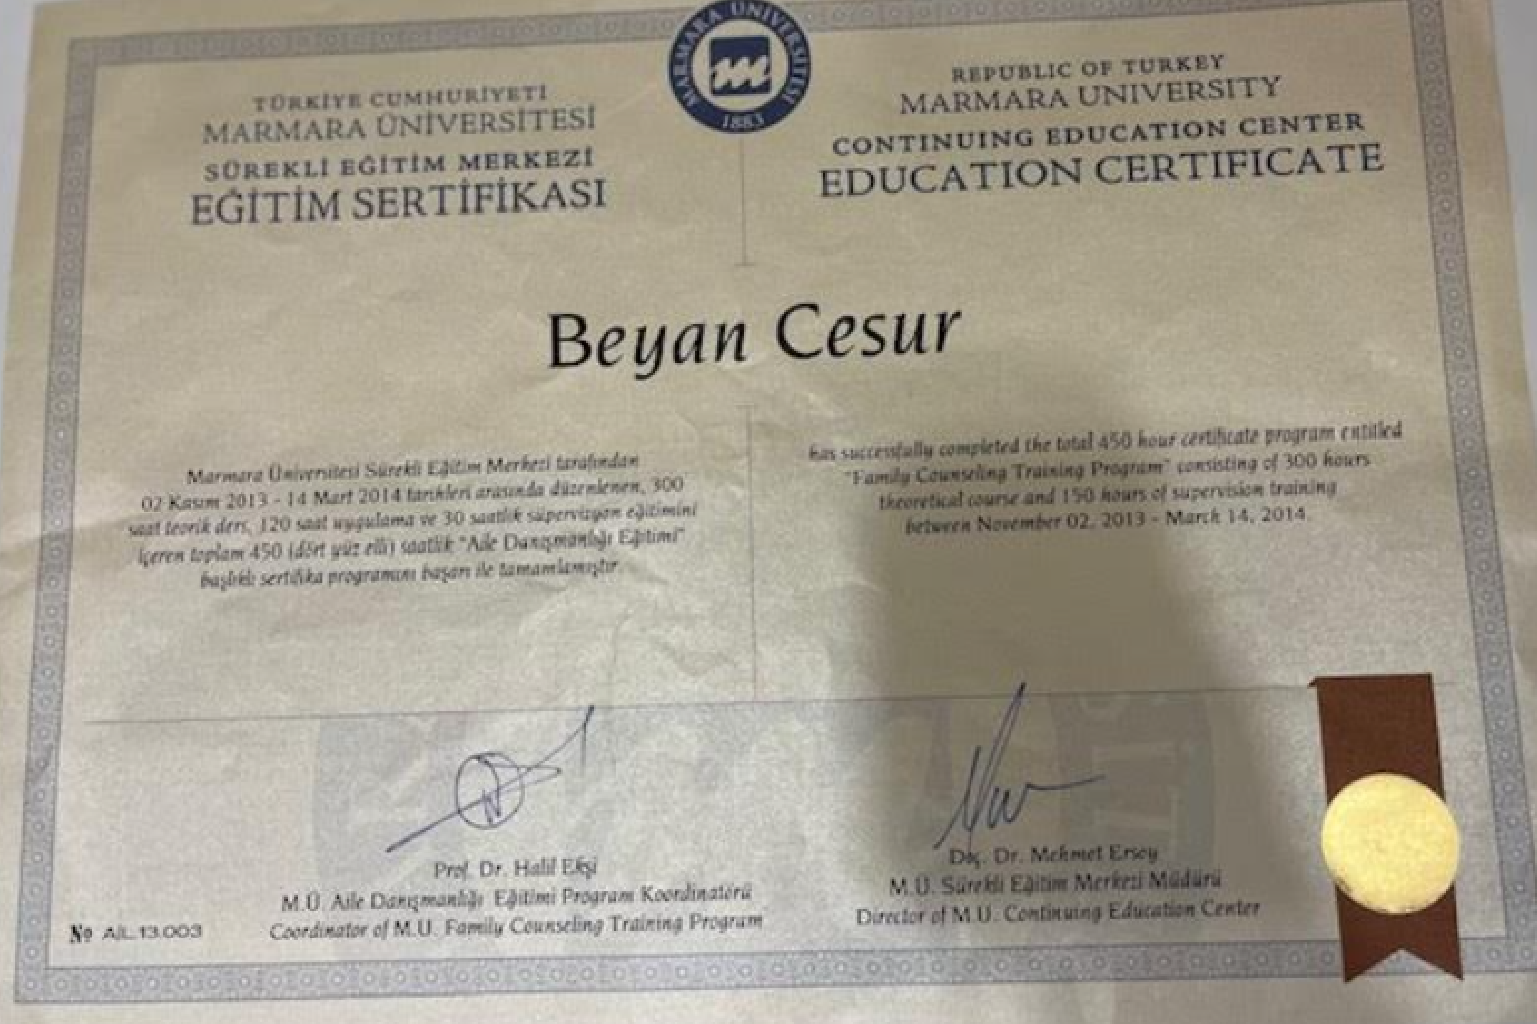 MARMARA ÜNİVERSİTESİ
1883
TÜRKİYE CUMHURİYETİ
MARMARA ÜNİVERSİTESİ
SÜREKLİ EĞİTİM MERKEZİ
EĞİTİM SERTİFİKASI
REPUBLIC OF TURKEY
MARMARA UNIVERSITY
CONTINUING EDUCATION CENTER
EDUCATION CERTIFICATE
Beyan Cesur
Marmara Üniversitesi Sürekli Eğitim Merkezi tarafından
02 Kasım 2013 - 14 Mart 2014 tarihleri arasında düzenlenen, 300
saat teorik ders, 120 saat uygulama ve 30 saatlik süpervizyon eğitimini
içeren toplam 450 (dört yüz elli) saatlik "Aile Danışmanlığı Eğitimi"
başlıklı sertifika programını başarı ile tamamlamıştır.
has successfully completed the total 450 hour certificate program entitled
"Family Counseling Training Program" consisting of 300 hours
theoretical course and 150 hours of supervision training
between November 02, 2013 - March 14, 2014.
Prof. Dr. Halil Ekşi
M.Ü. Aile Danışmanlığı Eğitimi Program Koordinatörü
Coordinator of M.U. Family Counseling Training Program
Doç. Dr. Mehmet Ersoy
M.Ü. Sürekli Eğitim Merkezi Müdürü
Director of M.U. Continuing Education Center
No AİL.13.003